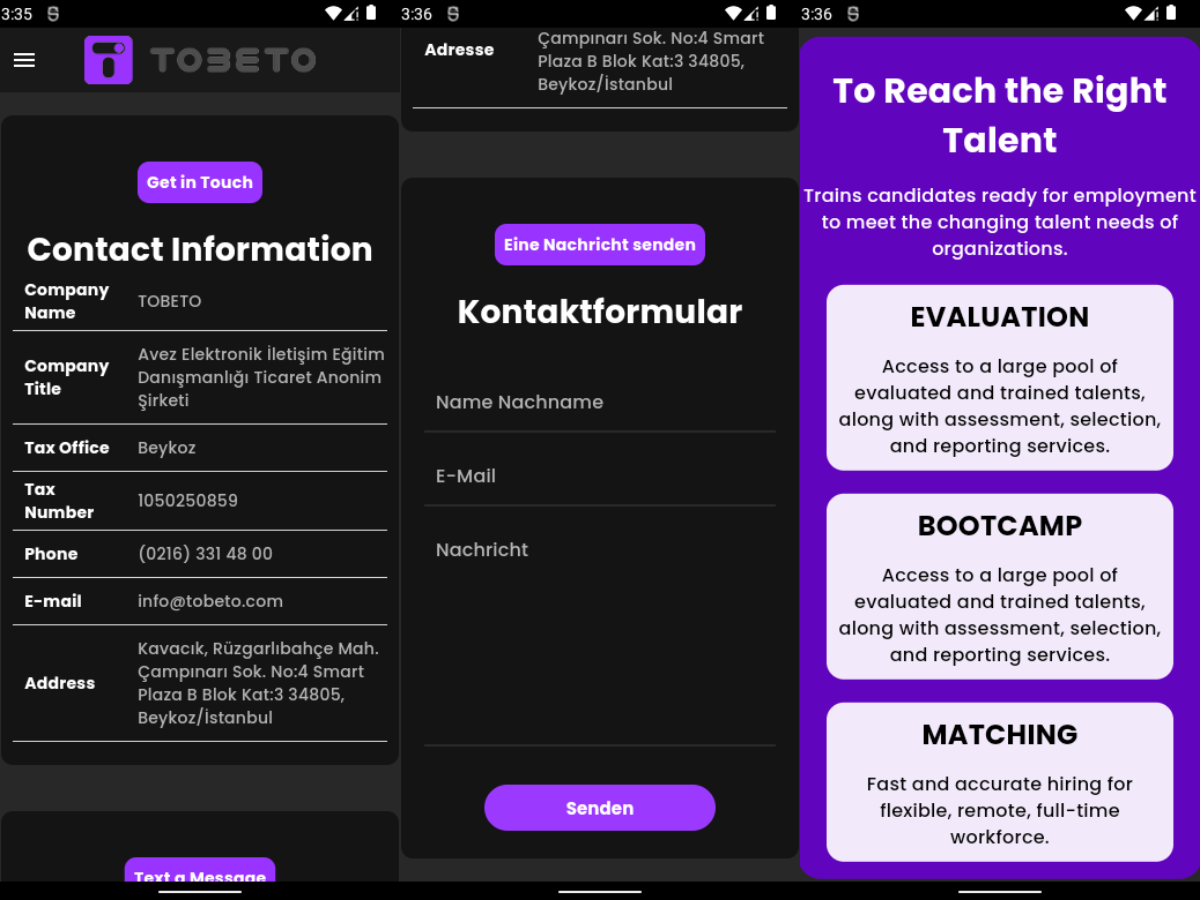 3:35
TOBETO
Get in Touch
Contact Information
Company
Name
TOBETO
Company
Title
Avez Elektronik İletişim Eğitim
Danışmanlığı Ticaret Anonim
Şirketi
Tax Office
Beykoz
Tax
Number
1050250859
Phone
(0216) 331 48 00
E-mail
info@tobeto.com
Address
Kavacık, Rüzgarlıbahçe Mah.
Çampınarı Sok. No:4 Smart
Plaza B Blok Kat:3 34805,
Beykoz/İstanbul
Text a Message
3:36
Adresse
Çampınarı Sok. No:4 Smart
Plaza B Blok Kat:3 34805,
Beykoz/İstanbul
Eine Nachricht senden
Kontaktformular
Name Nachname
E-Mail
Nachricht
Senden
3:36
To Reach the Right
Talent
Trains candidates ready for employment
to meet the changing talent needs of
organizations.
EVALUATION
Access to a large pool of
evaluated and trained talents,
along with assessment, selection,
and reporting services.
BOOTCAMP
Access to a large pool of
evaluated and trained talents,
along with assessment, selection,
and reporting services.
MATCHING
Fast and accurate hiring for
flexible, remote, full-time
workforce.